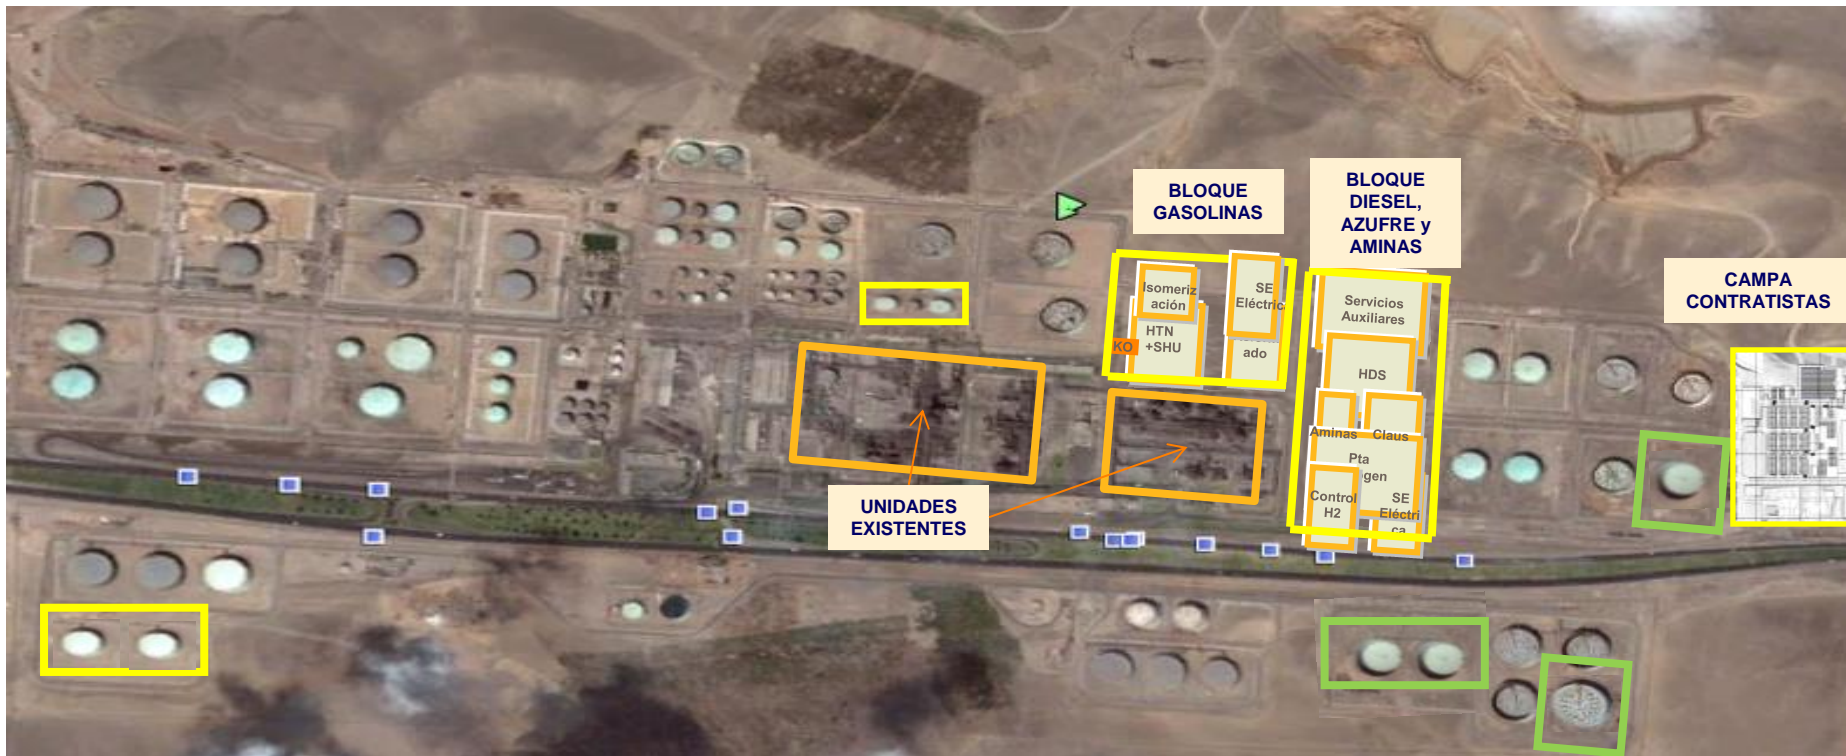 BLOQUE
GASOLINAS
BLOQUE
DIESEL,
AZUFRE y
AMINAS
CAMPA
CONTRATISTAS
Isomeriz
ación
SE
Eléctric
HTN
+SHU
KO
ado
Servicios
Auxiliares
HDS
Aminas
Claus
Pta
gen
Control
H2
SE
Eléctri
ca
UNIDADES
EXISTENTES